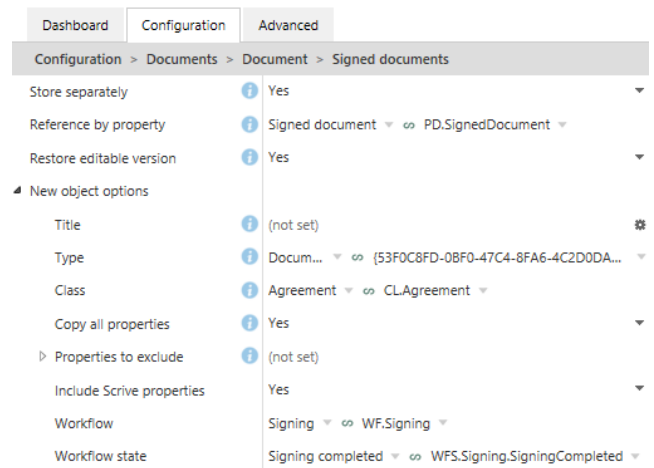 Dashboard Configuration Advanced
Configuration > Documents > Document > Signed documents
Store separately Yes
Reference by property Signed document PD.SignedDocument
Restore editable version Yes
New object options
Title (not set)
Type Docum... {53F0C8FD-0BF0-47C4-8FA6-4C2D0DA...
Class Agreement CL.Agreement
Copy all properties Yes
Properties to exclude (not set)
Include Scrive properties Yes
Workflow Signing WF.Signing
Workflow state Signing completed WFS.Signing.SigningCompleted